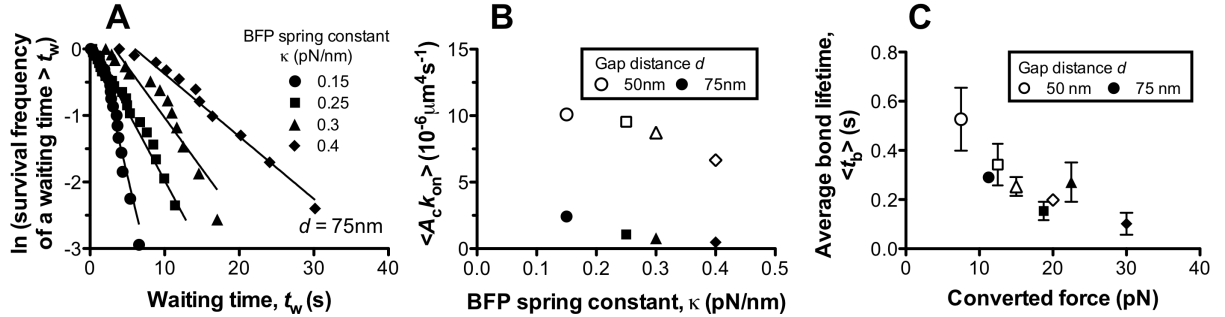 A
ln (survival frequency
of a waiting time > tw)
0
-1
-2
-3
0 10 20 30 40
Waiting time, tw (s)
BFP spring constant
κ (pN/nm)
0.15
0.25
0.3
0.4
d = 75nm
B
<Ackon> (10⁻⁶μm⁴s⁻¹)
15
10
5
0
0.0 0.1 0.2 0.3 0.4 0.5
BFP spring constant, κ (pN/nm)
Gap distance d
50nm 75nm
C
Average bond lifetime,
<tb> (s)
0.8
0.6
0.4
0.2
0.0
0 10 20 30 40
Converted force (pN)
Gap distance d
50 nm 75 nm